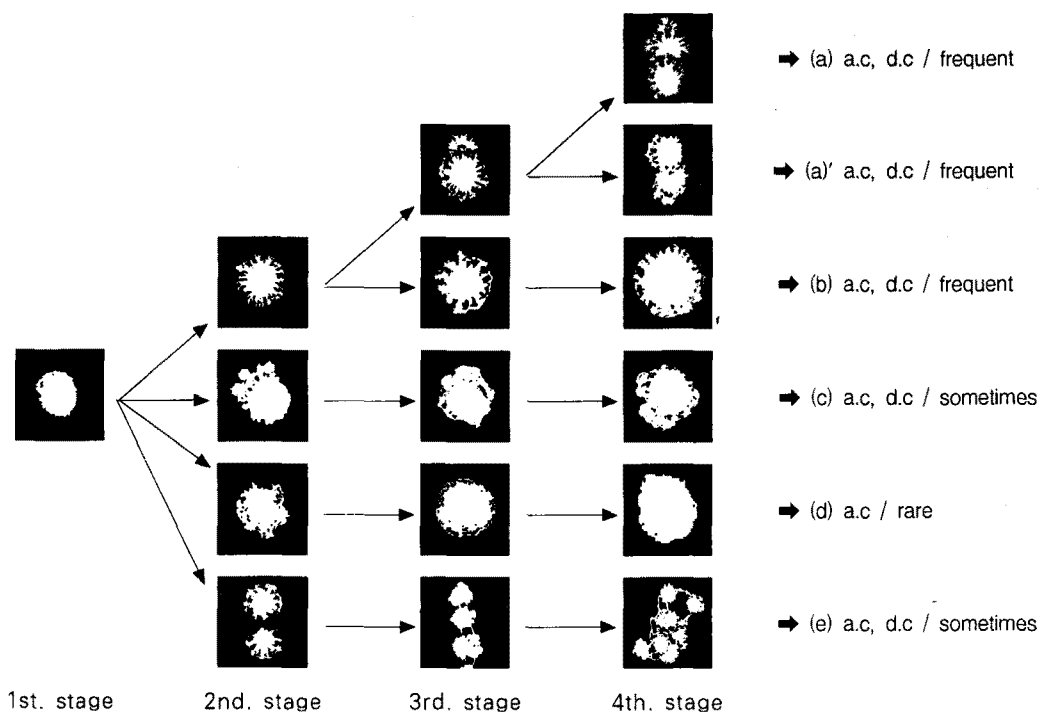 ➡ (a) a.c, d.c / frequent
➡ (a)′ a.c, d.c / frequent
➡ (b) a.c, d.c / frequent
➡ (c) a.c, d.c / sometimes
➡ (d) a.c / rare
➡ (e) a.c, d.c / sometimes
1st. stage 2nd. stage 3rd. stage 4th. stage